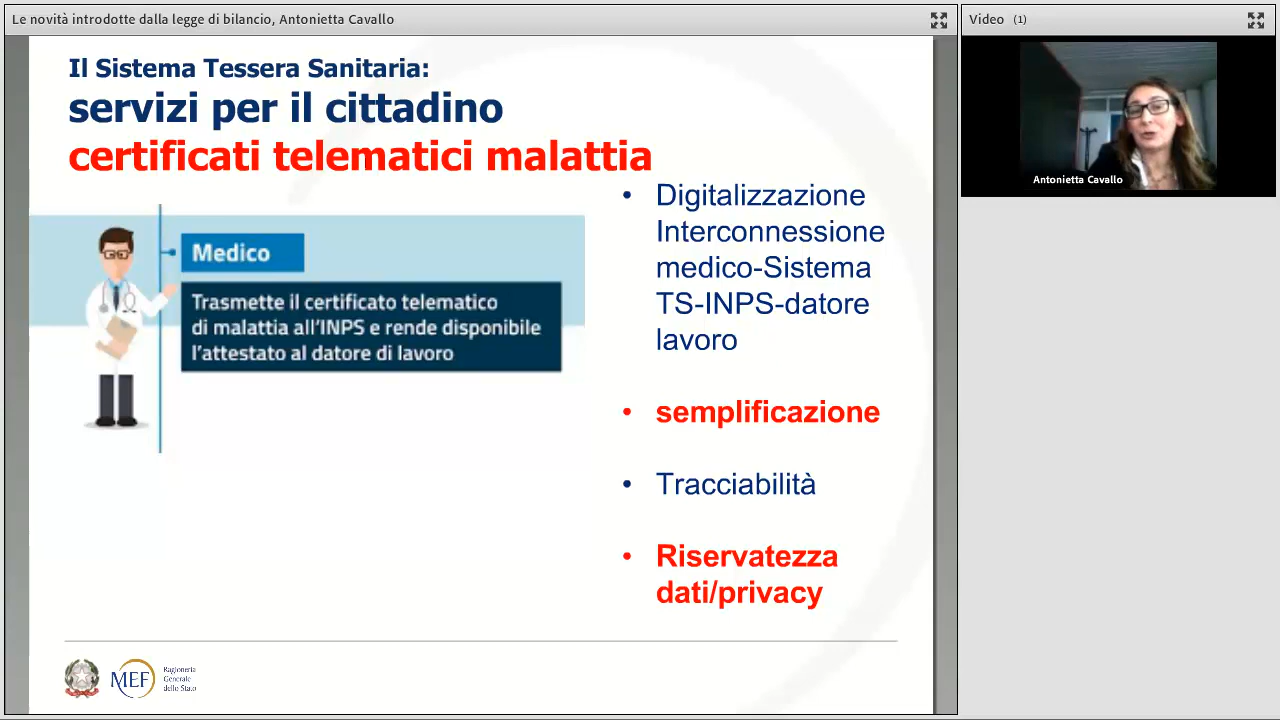 Le novità introdotte dalla legge di bilancio, Antonietta Cavallo
Video (1)
Il Sistema Tessera Sanitaria:
servizi per il cittadino
certificati telematici malattia
Antonietta Cavallo
Medico
Trasmette il certificato telematico
di malattia all'INPS e rende disponibile
l'attestato al datore di lavoro
• Digitalizzazione
Interconnessione
medico-Sistema
TS-INPS-datore
lavoro
• semplificazione
• Tracciabilità
• Riservatezza
dati/privacy
MEF
Ragioneria
Generale
dello Stato